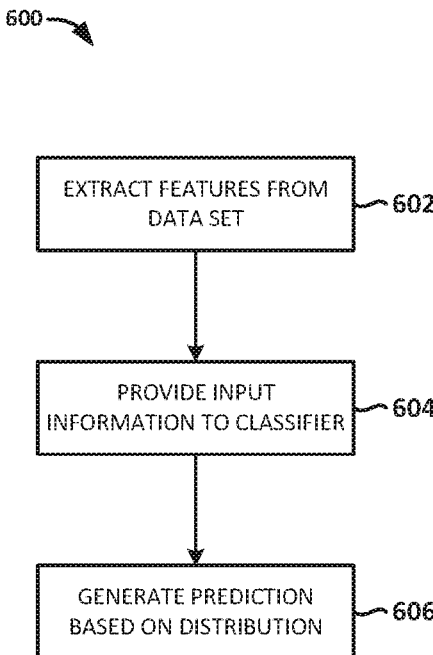 600
EXTRACT FEATURES FROM
DATA SET
602
PROVIDE INPUT
INFORMATION TO CLASSIFIER
604
GENERATE PREDICTION
BASED ON DISTRIBUTION
606